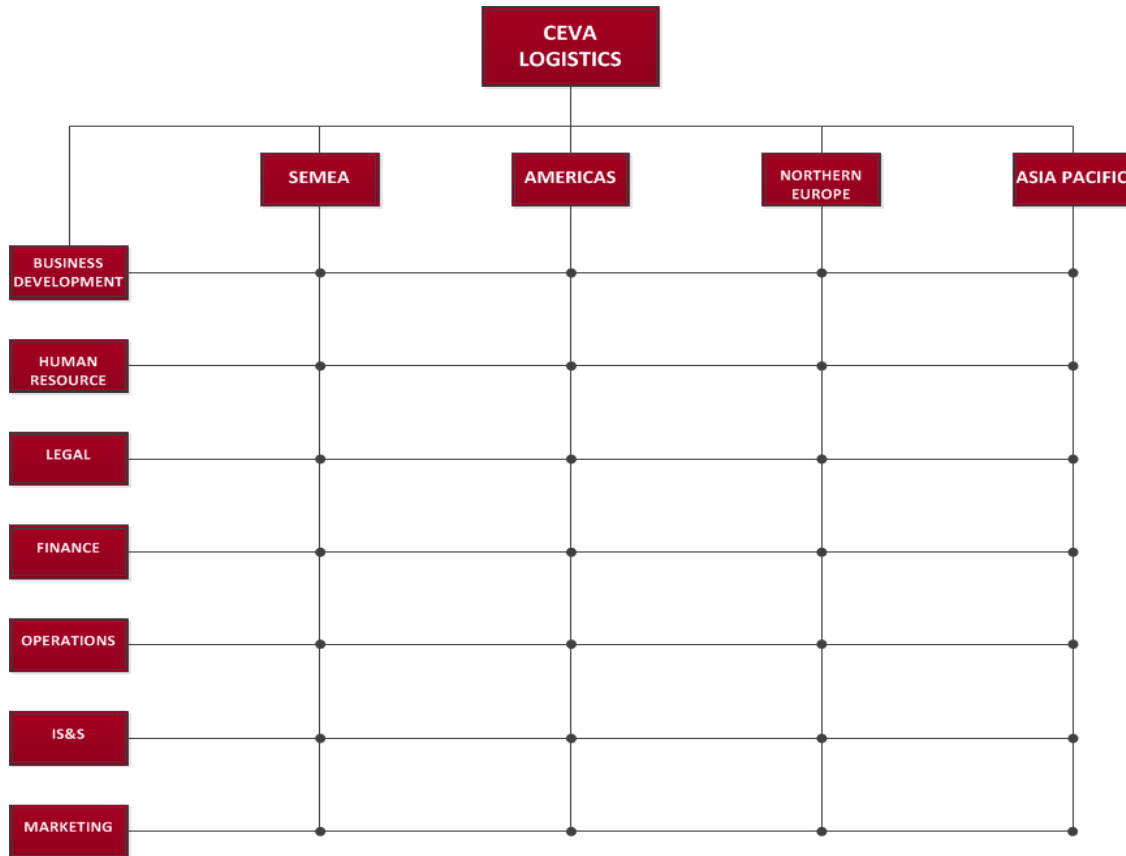 CEVA
LOGISTICS
SEMEA
AMERICAS
NORTHERN
EUROPE
ASIA PACIFIC
BUSINESS
DEVELOPMENT
HUMAN
RESOURCE
LEGAL
FINANCE
OPERATIONS
IS&S
MARKETING